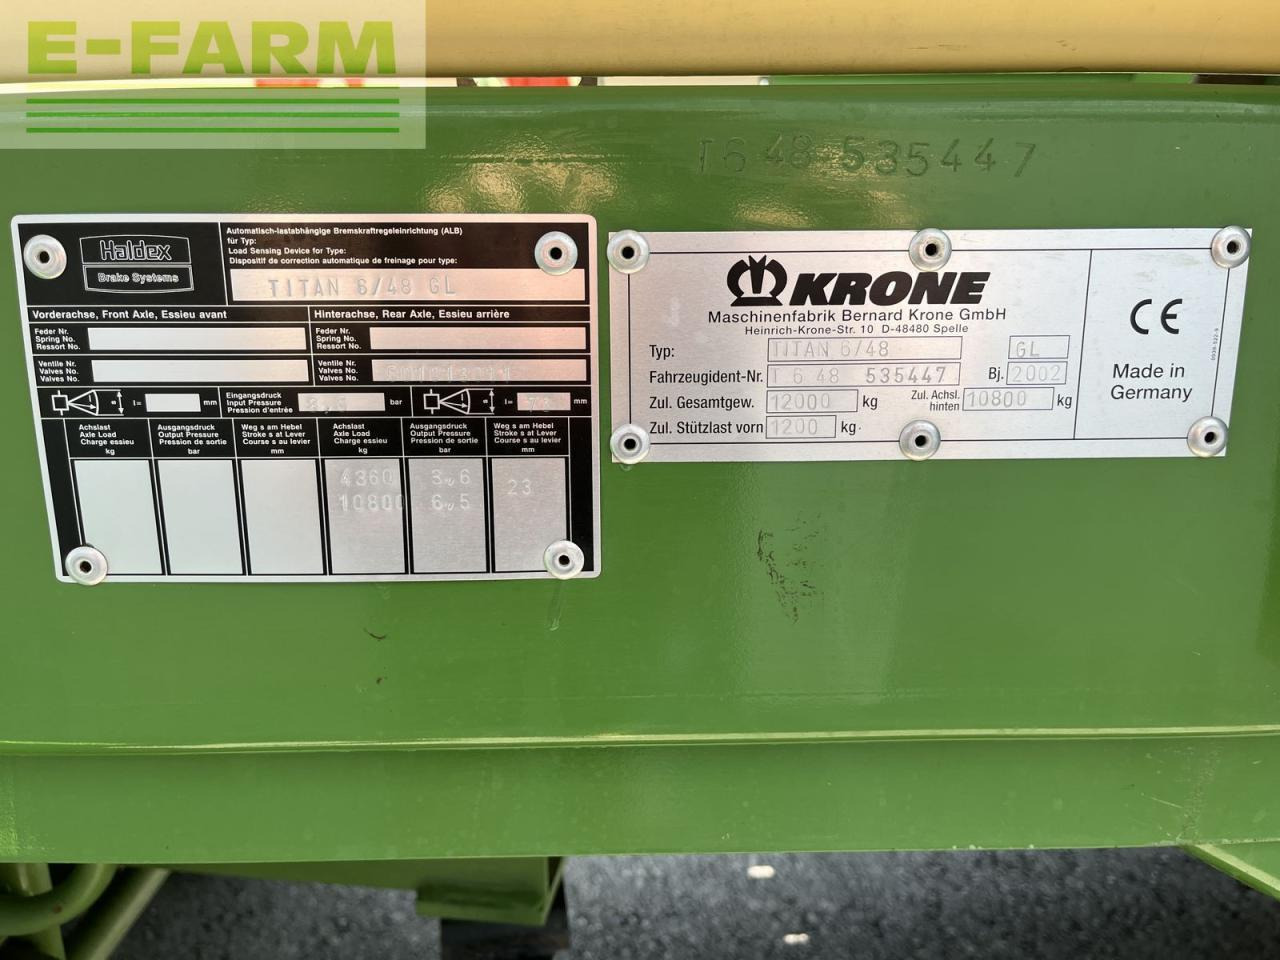 E-FARM
T6 48 535447
Haldex
Brake Systems
Automatisch-lastabhängige Bremskraftregeleinrichtung (ALB)
für Typ:
Load Sensing Device for Type:
Dispositif de correction automatique de freinage pour type:
TITAN 6/48 GL
Vorderachse, Front Axle, Essieu avant
Hinterachse, Rear Axle, Essieu arrière
Feder Nr.
Spring No.
Ressort No.
Feder Nr.
Spring No.
Ressort No.
Ventile Nr.
Valves No.
Valves No.
Ventile Nr.
Valves No.
Valves No.
s
l= mm
Eingangsdruck
Input Pressure
Pression d'entrée
bar
s
l= mm
Achslast
Axle Load
Charge essieu
kg
Ausgangsdruck
Output Pressure
Pression de sortie
bar
Weg s am Hebel
Stroke s at Lever
Course s au levier
mm
Achslast
Axle Load
Charge essieu
kg
Ausgangsdruck
Output Pressure
Pression de sortie
bar
Weg s am Hebel
Stroke s at Lever
Course s au levier
mm
4360 3,6
10800 6,5
23
KRONE
Maschinenfabrik Bernard Krone GmbH
Heinrich-Krone-Str. 10 D-48480 Spelle
Typ: TITAN 6/48 GL
Fahrzeugident-Nr. T 6 48 535447 Bj. 2002
Zul. Gesamtgew. 12000 kg Zul. Achsl. hinten 10800 kg
Zul. Stützlast vorn 1200 kg
CE
Made in
Germany